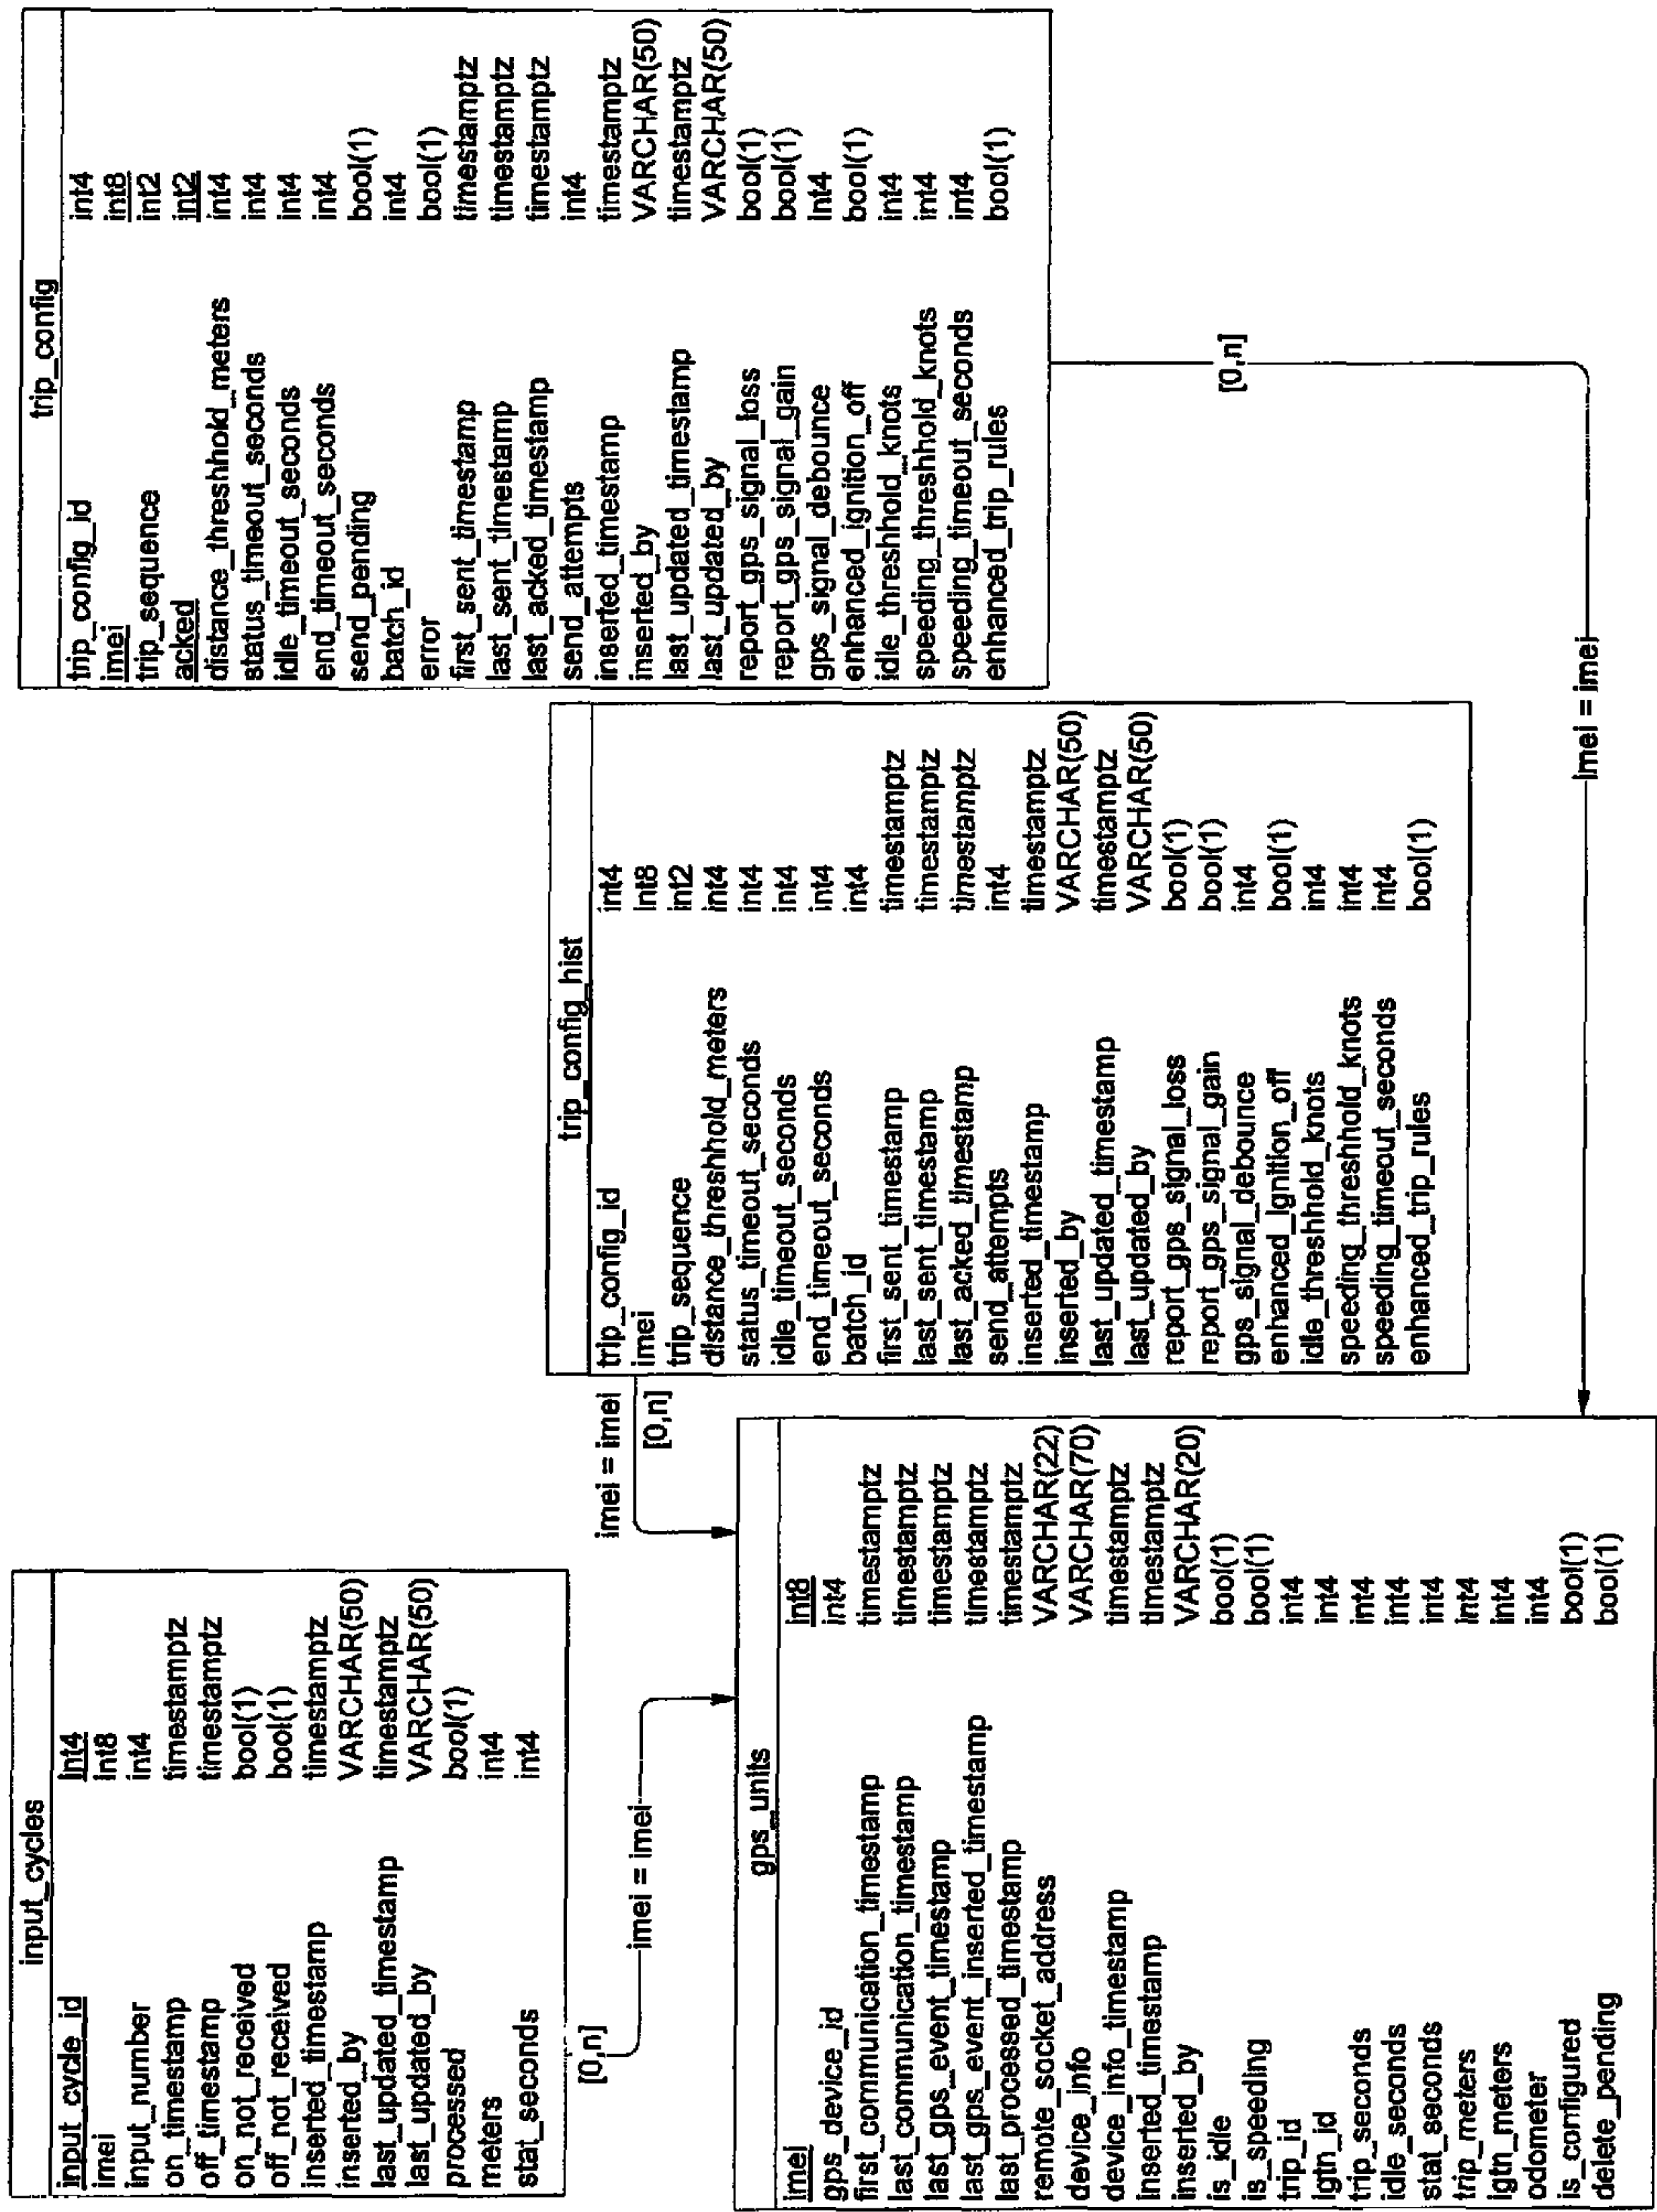 input_cycles
input_cycle_id int4
imei int8
input_number int4
on_timestamp timestamptz
off_timestamp timestamptz
on_not_received bool(1)
off_not_received bool(1)
inserted_timestamp timestamptz
inserted_by VARCHAR(50)
last_updated_timestamp timestamptz
last_updated_by VARCHAR(50)
processed bool(1)
meters int4
stat_seconds int4
[0,n]
imei = imei
gps_units
imei int8
gps_device_id int4
first_communication_timestamp timestamptz
last_communication_timestamp timestamptz
last_gps_event_timestamp timestamptz
last_gps_event_inserted_timestamp timestamptz
last_processed_timestamp timestamptz
remote_socket_address VARCHAR(22)
device_info VARCHAR(70)
device_info_timestamp timestamptz
inserted_timestamp timestamptz
inserted_by VARCHAR(20)
is_idle bool(1)
is_speeding bool(1)
trip_id int4
igtn_id int4
trip_seconds int4
idle_seconds int4
stat_seconds int4
trip_meters int4
igtn_meters int4
odometer int4
is_configured bool(1)
delete_pending bool(1)
imei = imei
[0,n]
trip_config_hist
trip_config_id int4
imei int8
trip_sequence int2
distance_threshhold_meters int4
status_timeout_seconds int4
idle_timeout_seconds int4
end_timeout_seconds int4
batch_id int4
first_sent_timestamp timestamptz
last_sent_timestamp timestamptz
last_acked_timestamp timestamptz
send_attempts int4
inserted_timestamp timestamptz
inserted_by VARCHAR(50)
last_updated_timestamp timestamptz
last_updated_by VARCHAR(50)
report_gps_signal_loss bool(1)
report_gps_signal_gain bool(1)
gps_signal_debounce int4
enhanced_ignition_off bool(1)
idle_threshhold_knots int4
speeding_threshhold_knots int4
speeding_timeout_seconds int4
enhanced_trip_rules bool(1)
trip_config
trip_config_id int4
imei int8
trip_sequence int2
acked int2
distance_threshhold_meters int4
status_timeout_seconds int4
idle_timeout_seconds int4
end_timeout_seconds int4
send_pending bool(1)
batch_id int4
error bool(1)
first_sent_timestamp timestamptz
last_sent_timestamp timestamptz
last_acked_timestamp timestamptz
send_attempts int4
inserted_timestamp timestamptz
inserted_by VARCHAR(50)
last_updated_timestamp timestamptz
last_updated_by VARCHAR(50)
report_gps_signal_loss bool(1)
report_gps_signal_gain bool(1)
gps_signal_debounce int4
enhanced_ignition_off bool(1)
idle_threshhold_knots int4
speeding_threshhold_knots int4
speeding_timeout_seconds int4
enhanced_trip_rules bool(1)
[0,n]
imei = imei